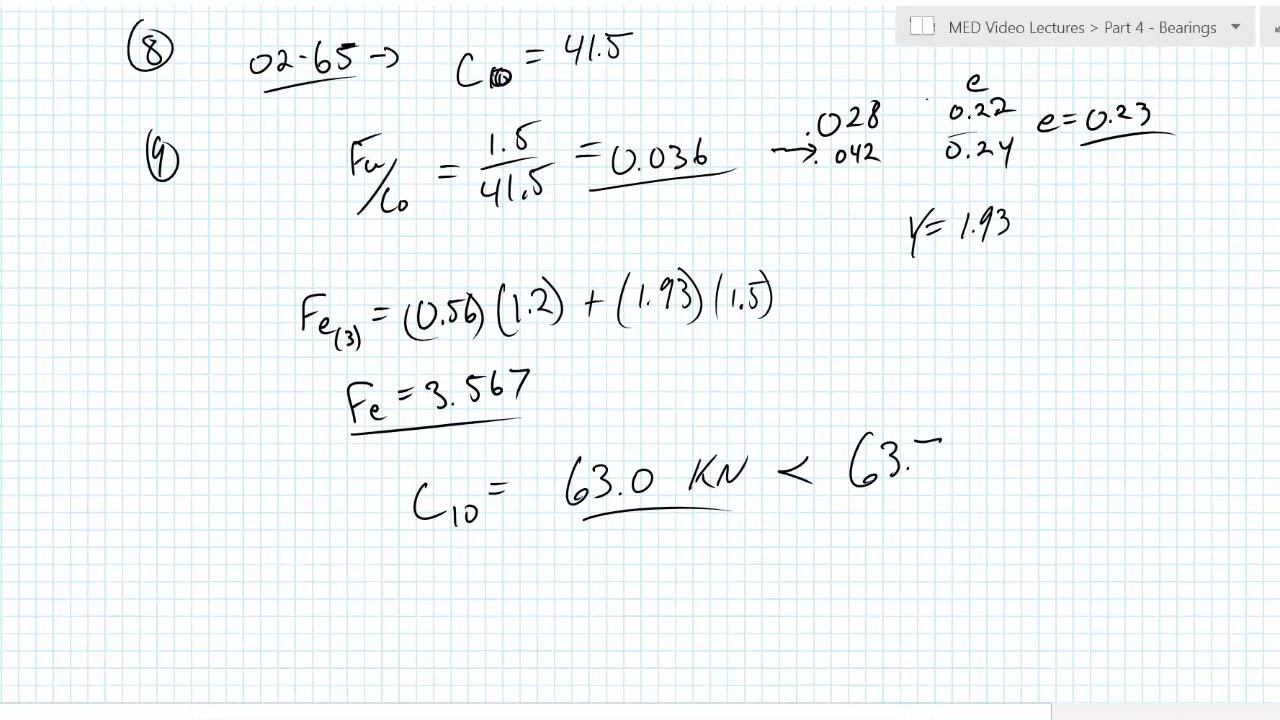 MED Video Lectures > Part 4 - Bearings
(8) 02-65 → C = 41.5
e
.028 0.22
→ .042 0.24 e = 0.23
(9) Fa/C0 = 1.5/41.5 = 0.036
Y = 1.93
Fe(3) = (0.56)(1.2) + (1.93)(1.5)
Fe = 3.567
C10 = 63.0 KN < 63.